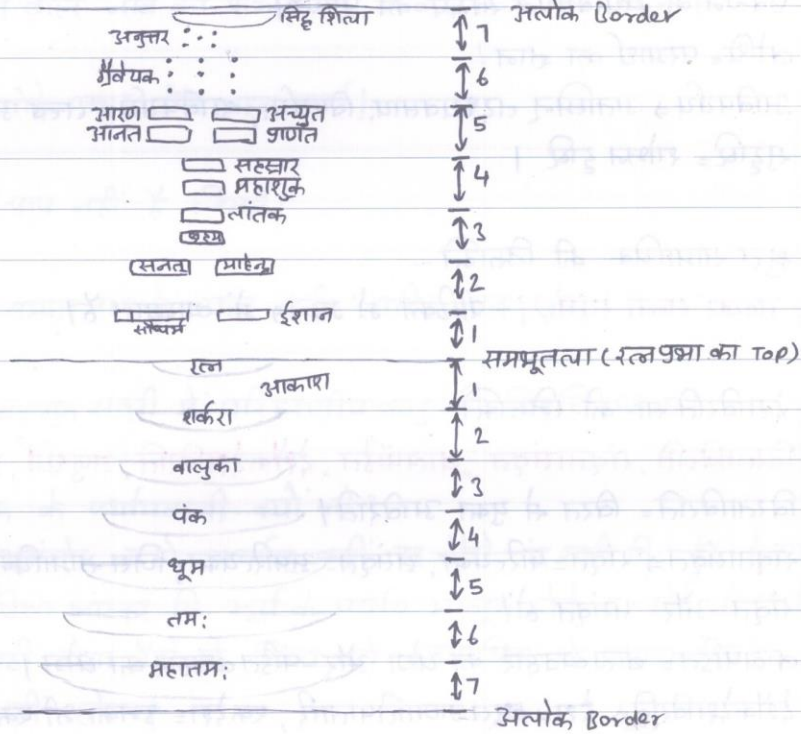 सिद्ध शिला अलोक Border
अनुत्तर 7
ग्रैवेयक 6
आरण अच्युत 5
आनत प्राणत
सहस्रार 4
महाशुक्र
लांतक 3
ब्रह्म
सनत माहेन्द्र 2
सौधर्म ईशान 1
समभूतला (रत्नप्रभा का Top)
रत्न
आकाश 1
शर्करा 2
वालुका 3
पंक 4
धूम 5
तमः 6
महातमः 7
अलोक Border